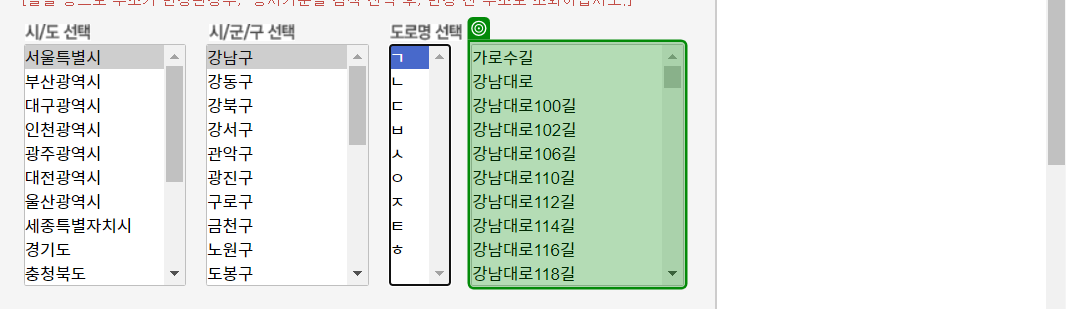 시/도 선택
서울특별시
부산광역시
대구광역시
인천광역시
광주광역시
대전광역시
울산광역시
세종특별자치시
경기도
충청북도
시/군/구 선택
강남구
강동구
강북구
강서구
관악구
광진구
구로구
금천구
노원구
도봉구
도로명 선택
ㄱ
ㄴ
ㄷ
ㅂ
ㅅ
ㅇ
ㅈ
ㅌ
ㅎ
가로수길
강남대로
강남대로100길
강남대로102길
강남대로106길
강남대로110길
강남대로112길
강남대로114길
강남대로116길
강남대로118길